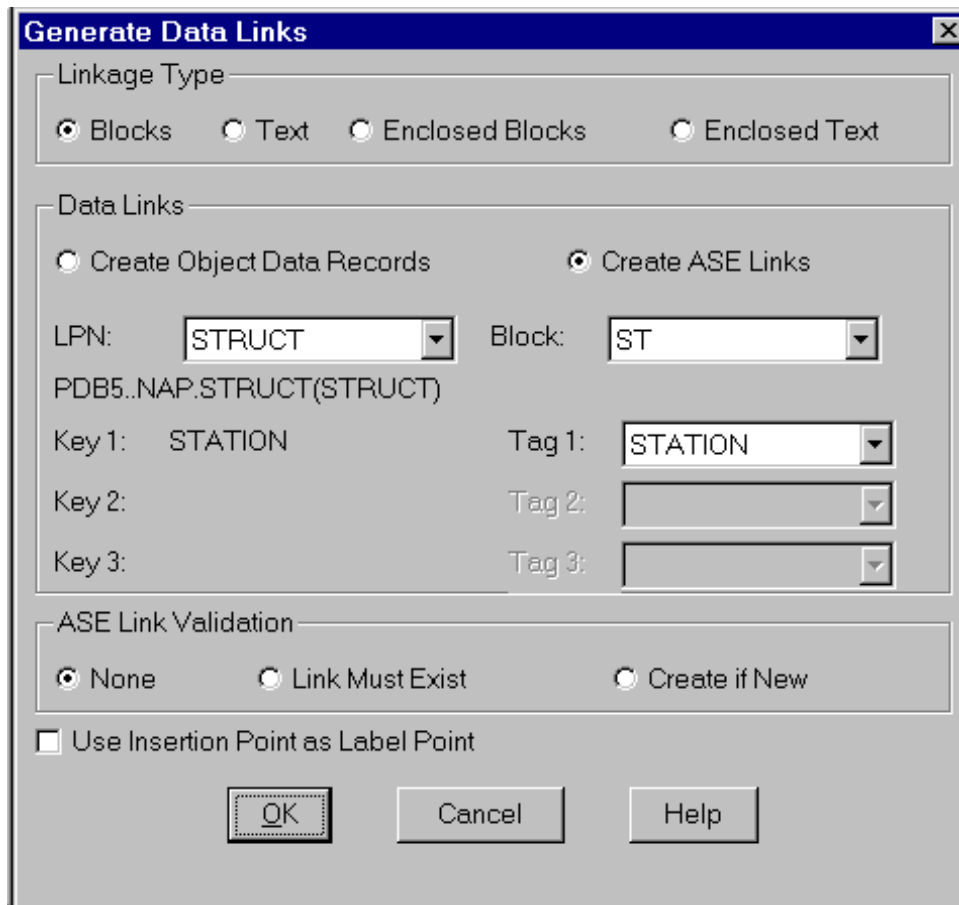 Generate Data Links
Linkage Type
Blocks Text Enclosed Blocks Enclosed Text
Data Links
Create Object Data Records Create ASE Links
LPN: STRUCT Block: ST
PDB5..NAP.STRUCT(STRUCT)
Key 1: STATION Tag 1: STATION
Key 2: Tag 2:
Key 3: Tag 3:
ASE Link Validation
None Link Must Exist Create if New
Use Insertion Point as Label Point
OK Cancel Help